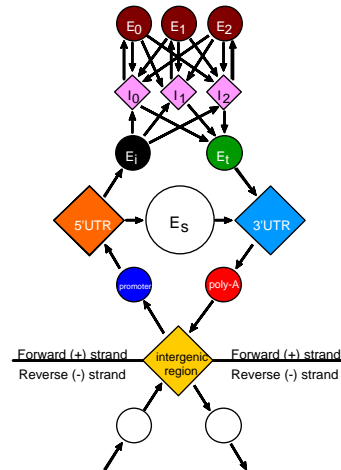 E0 E1 E2
I0 I1 I2
Ei Et
5'UTR Es 3'UTR
promoter poly-A
Forward (+) strand intergenic Forward (+) strand
Reverse (-) strand region Reverse (-) strand